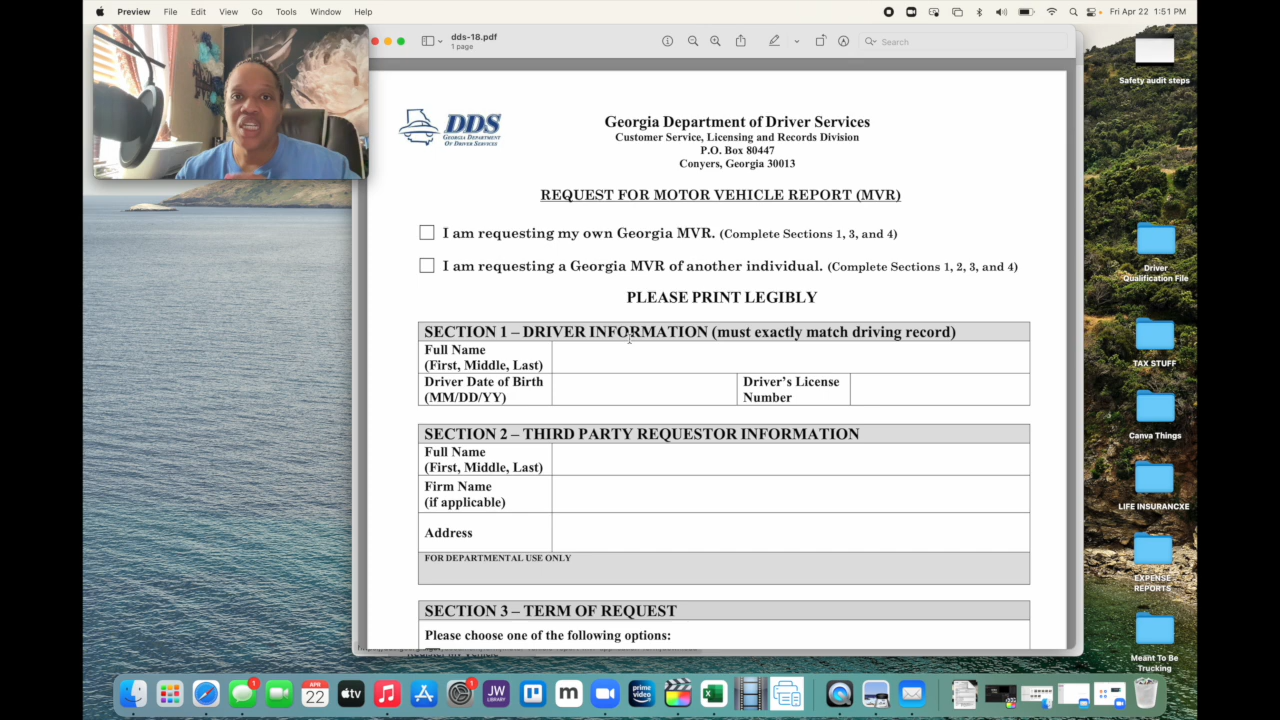 Preview File Edit View Go Tools Window Help
Fri Apr 22 1:51 PM
dds-18.pdf
1 page
Search
Safety audit steps
DDS
GEORGIA DEPARTMENT
OF DRIVER SERVICES
Georgia Department of Driver Services
Customer Service, Licensing and Records Division
P.O. Box 80447
Conyers, Georgia 30013
REQUEST FOR MOTOR VEHICLE REPORT (MVR)
I am requesting my own Georgia MVR. (Complete Sections 1, 3, and 4)
I am requesting a Georgia MVR of another individual. (Complete Sections 1, 2, 3, and 4)
PLEASE PRINT LEGIBLY
SECTION 1 – DRIVER INFORMATION (must exactly match driving record)
Full Name
(First, Middle, Last)
Driver Date of Birth
(MM/DD/YY)
Driver's License
Number
SECTION 2 – THIRD PARTY REQUESTOR INFORMATION
Full Name
(First, Middle, Last)
Firm Name
(if applicable)
Address
FOR DEPARTMENTAL USE ONLY
SECTION 3 – TERM OF REQUEST
Please choose one of the following options:
Driver
Qualification File
TAX STUFF
Canva Things
LIFE INSURANCXE
EXPENSE
REPORTS
Meant To Be
Trucking
1
APR
22
tv
1
JW
LIBRARY
m
prime
video
X